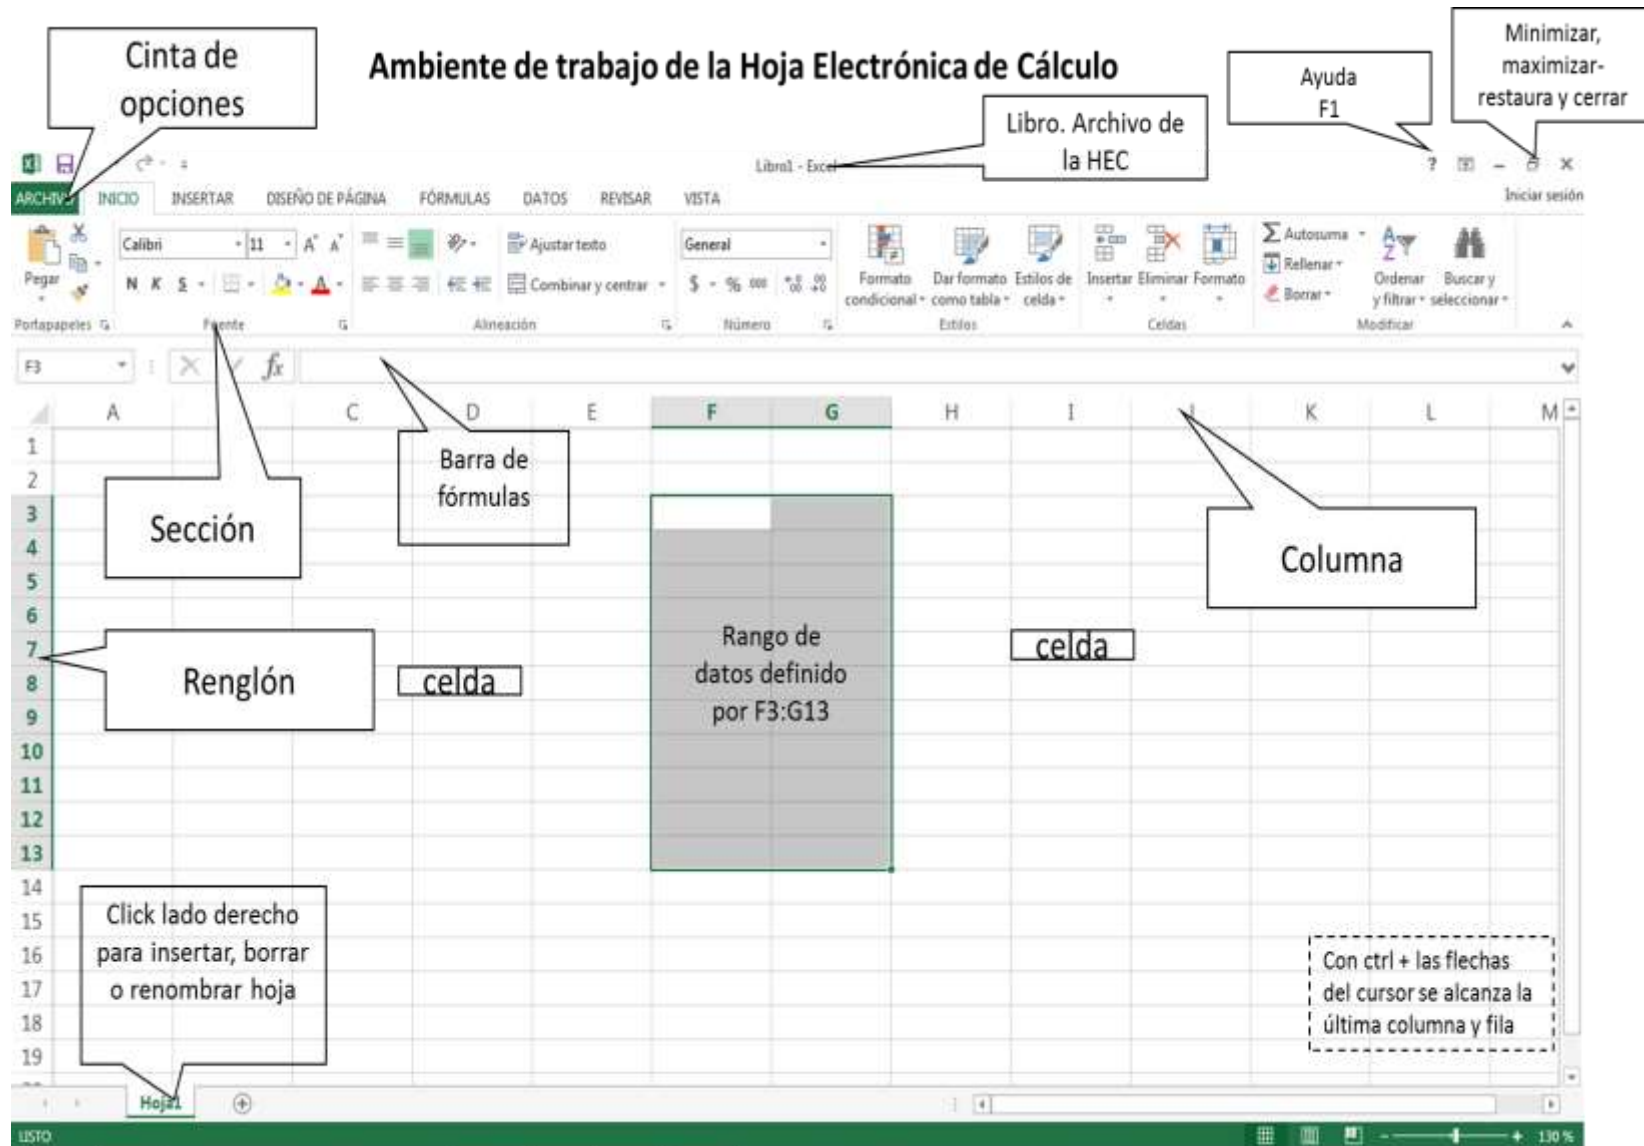 Cinta de
opciones
Ambiente de trabajo de la Hoja Electrónica de Cálculo
Ayuda
F1
Minimizar,
maximizar-
restaura y cerrar
Libro. Archivo de
la HEC
Libro1 - Excel
?
Iniciar sesión
ARCHIVO INICIO INSERTAR DISEÑO DE PÁGINA FÓRMULAS DATOS REVISAR VISTA
Pegar
Calibri 11 A A
N K S A
Ajustar texto
Combinar y centrar
General
$ % 000
Formato
condicional
Dar formato
como tabla
Estilos de
celda
Insertar Eliminar Formato
Autosuma
Rellenar
Borrar
Ordenar
y filtrar
Buscar y
seleccionar
Portapapeles Fuente Alineación Número Estilos Celdas Modificar
F3 fx
A C D E F G H I J K L M
1
2
3
4
5
6
7
8
9
10
11
12
13
14
15
16
17
18
19
Barra de
fórmulas
Sección
Columna
Renglón
celda
Rango de
datos definido
por F3:G13
celda
Click lado derecho
para insertar, borrar
o renombrar hoja
Con ctrl + las flechas
del cursor se alcanza la
última columna y fila
Hoja1
LISTO
130 %